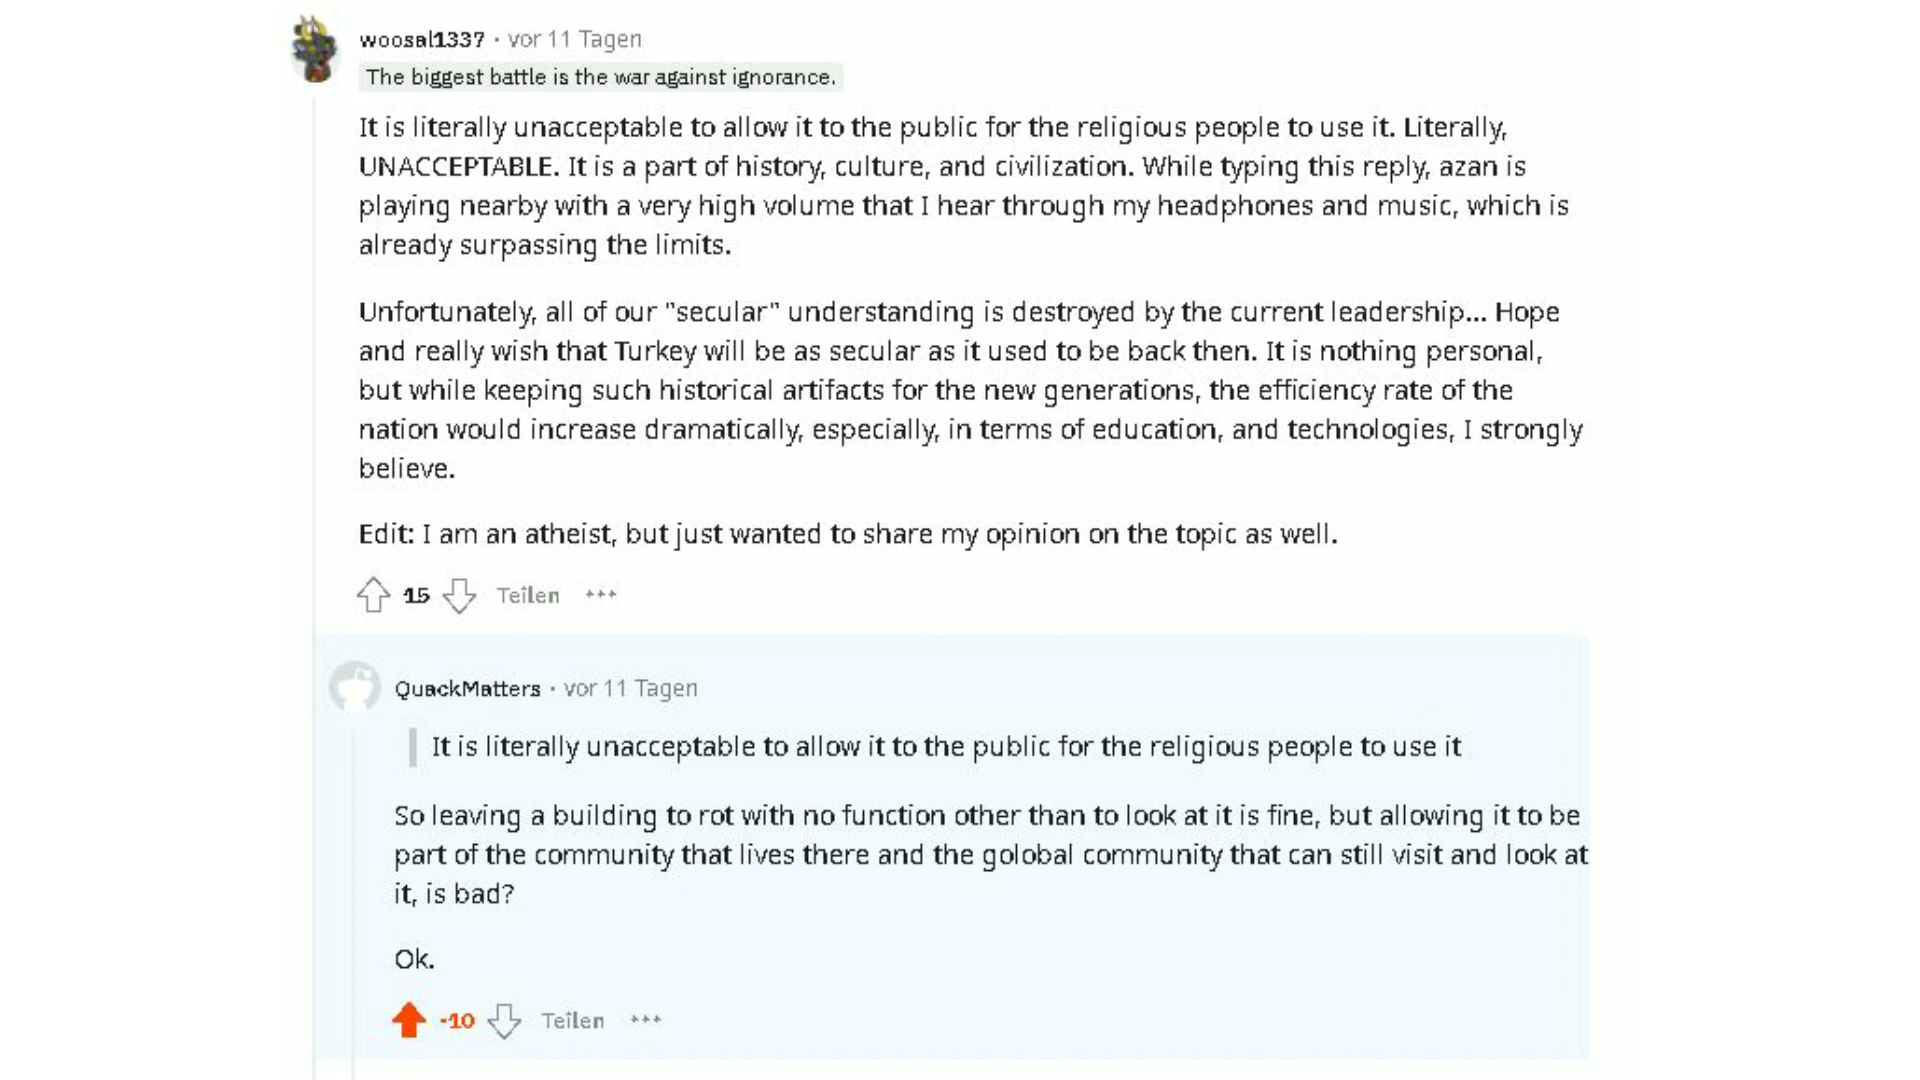 woosal1337 · vor 11 Tagen
The biggest battle is the war against ignorance.
It is literally unacceptable to allow it to the public for the religious people to use it. Literally,
UNACCEPTABLE. It is a part of history, culture, and civilization. While typing this reply, azan is
playing nearby with a very high volume that I hear through my headphones and music, which is
already surpassing the limits.
Unfortunately, all of our "secular" understanding is destroyed by the current leadership... Hope
and really wish that Turkey will be as secular as it used to be back then. It is nothing personal,
but while keeping such historical artifacts for the new generations, the efficiency rate of the
nation would increase dramatically, especially, in terms of education, and technologies, I strongly
believe.
Edit: I am an atheist, but just wanted to share my opinion on the topic as well.
15 Teilen
QuackMatters · vor 11 Tagen
It is literally unacceptable to allow it to the public for the religious people to use it
So leaving a building to rot with no function other than to look at it is fine, but allowing it to be
part of the community that lives there and the golobal community that can still visit and look at
it, is bad?
Ok.
-10 Teilen